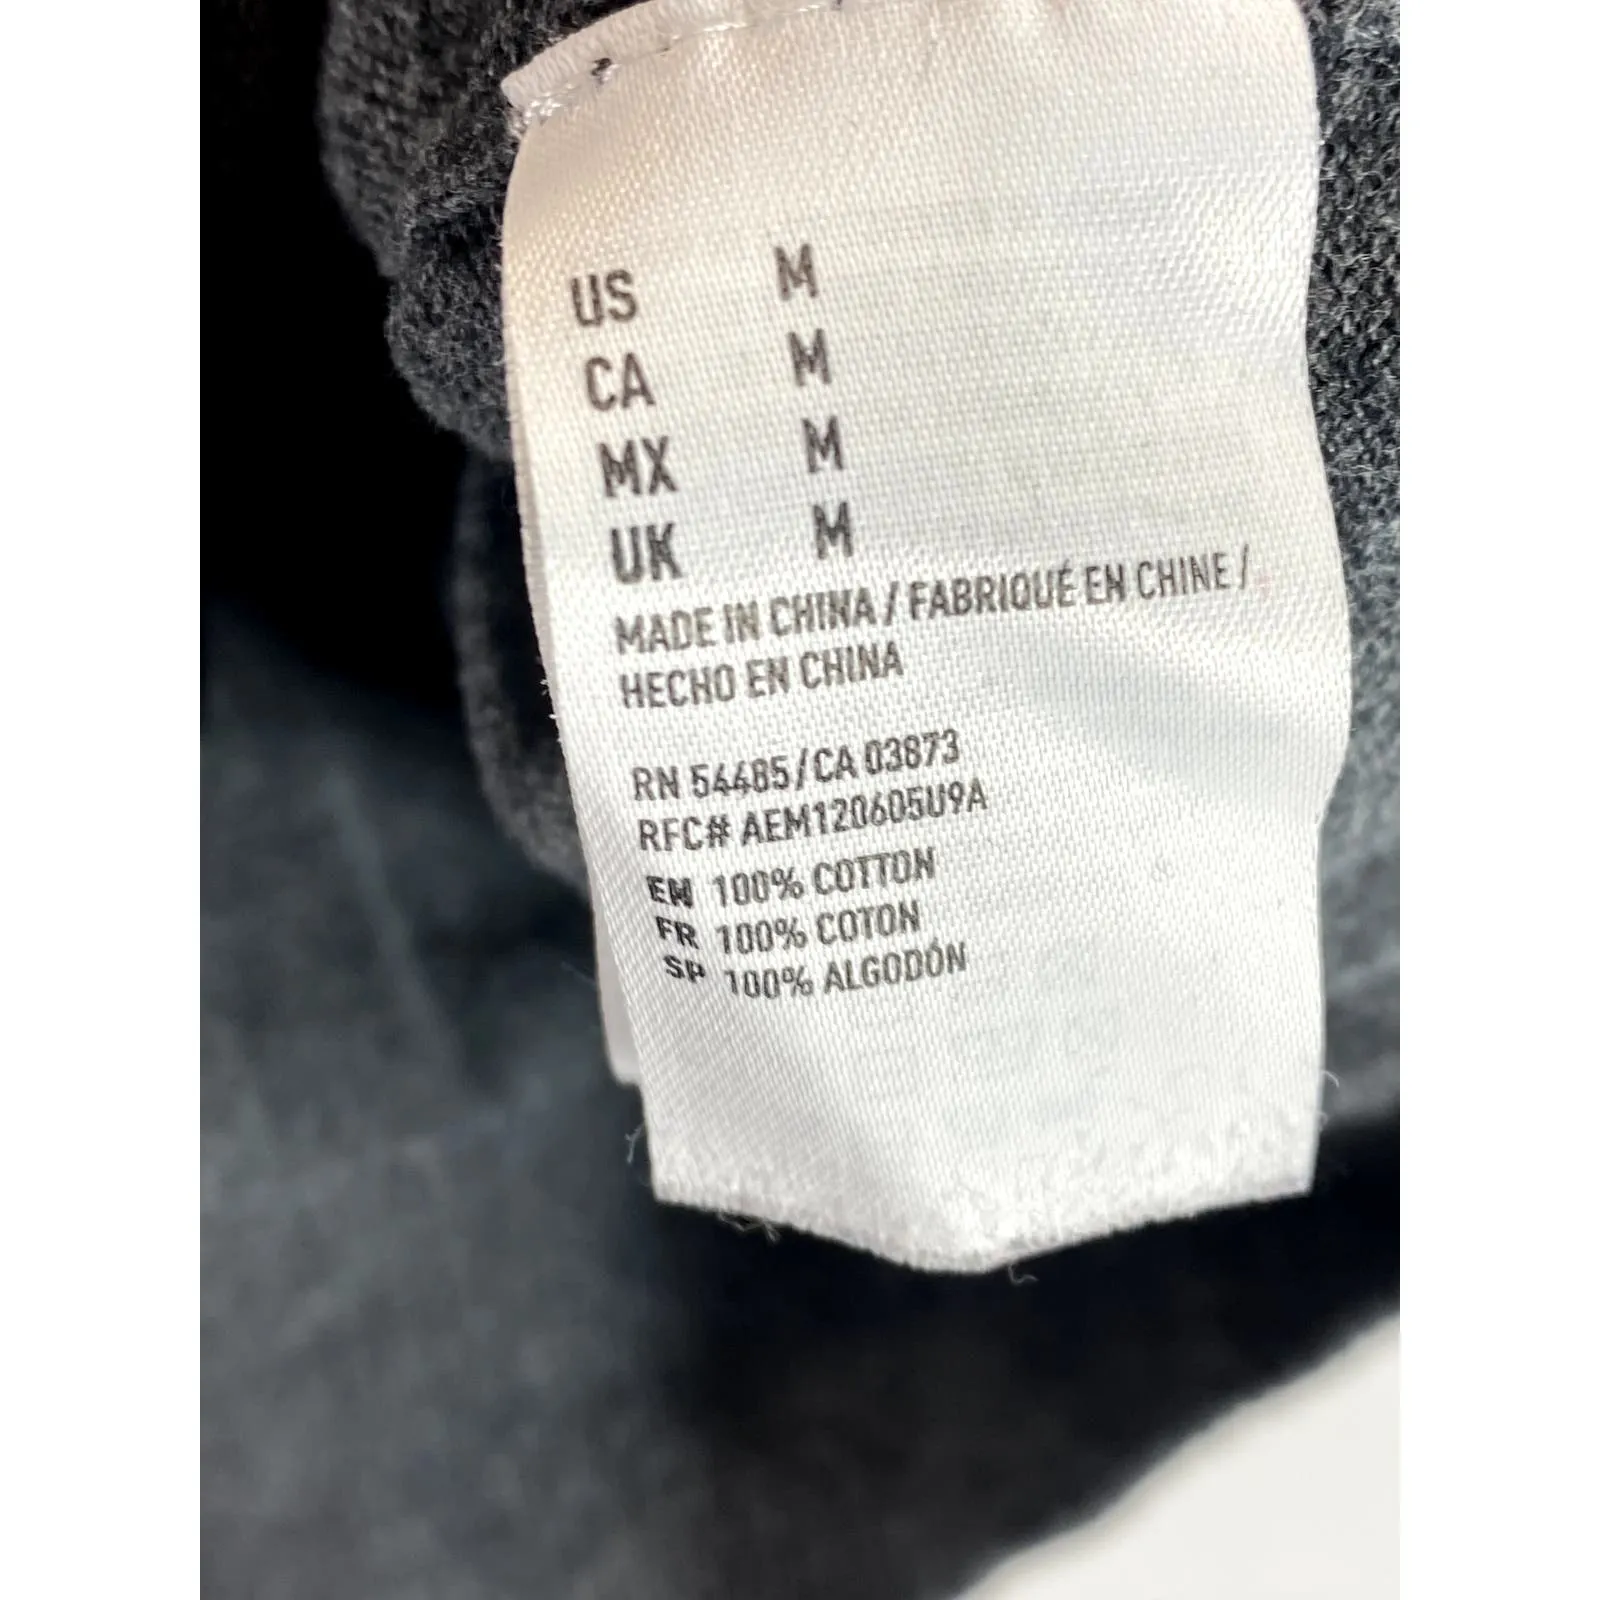 US M
CA M
MX M
UK M
MADE IN CHINA / FABRIQUÉ EN CHINE /
HECHO EN CHINA
RN 54485/CA 03873
RFC# AEM120605U9A
EN 100% COTTON
FR 100% COTON
SP 100% ALGODÓN